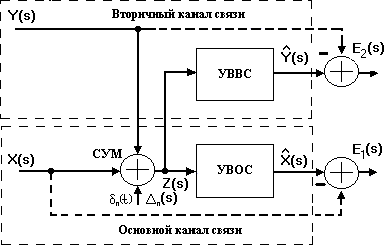 Y(s)
Вторичный канал связи
−
E₂(s)
УВВС
Ŷ(s)
X(s)
СУМ
Z(s)
УВОС
X̂(s)
E₁(s)
−
δₙ(t) Δₙ(s)
Основной канал связи